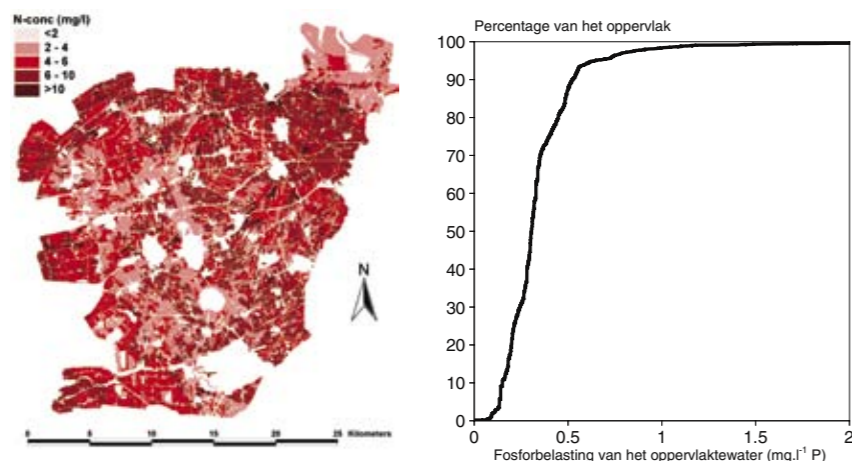 N-conc (mg/l)
<2
2 - 4
4 - 6
6 - 10
>10
N
0 5 10 15 20 25 Kilometers
Percentage van het oppervlak
100
90
80
70
60
50
40
30
20
10
0
0 0.5 1 1.5 2
Fosforbelasting van het oppervlaktewater (mg.l⁻¹ P)